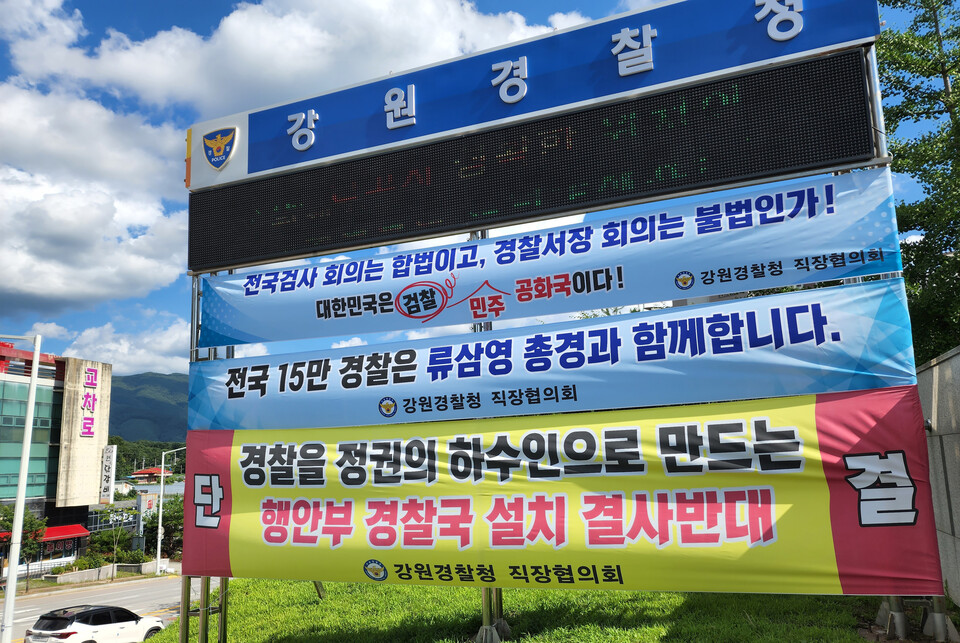 강원경찰청
POLICE
전국검사 회의는 합법이고, 경찰서장 회의는 불법인가!
대한민국은 검찰 민주 공화국이다!
강원경찰청 직장협의회
전국 15만 경찰은 류삼영 총경과 함께합니다.
강원경찰청 직장협의회
단결
경찰을 정권의 하수인으로 만드는
행안부 경찰국 설치 결사반대
강원경찰청 직장협의회
교차로